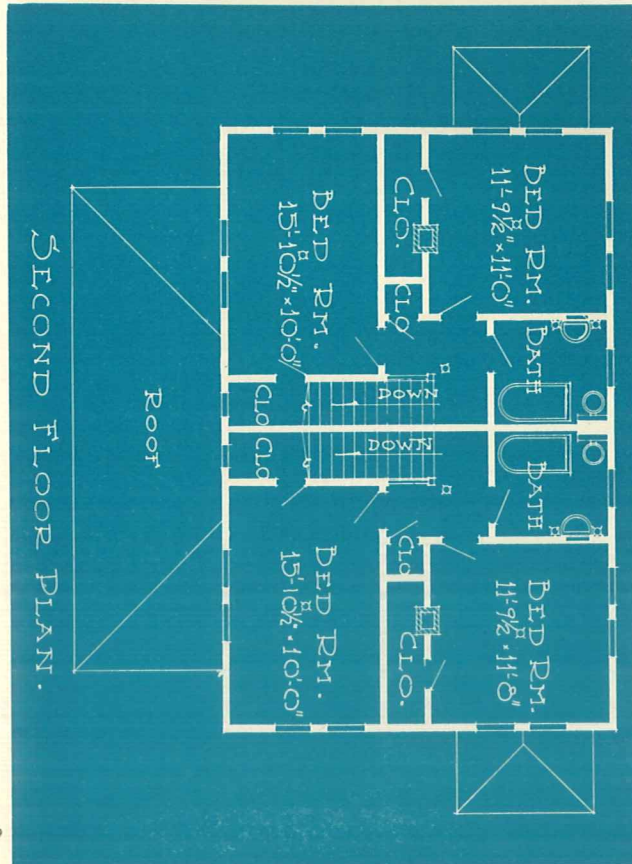 BED RM.
11'-9½" × 11'-0"
BATH
BATH
BED RM.
11'-9½" × 11'-8"
CLO.
CLO
DOWN
DOWN
CLO
CLO.
BED RM.
15'-10½" × 10'-0"
BED RM.
15'-10½" × 10'-0"
CLO
CLO
ROOF
SECOND FLOOR PLAN.